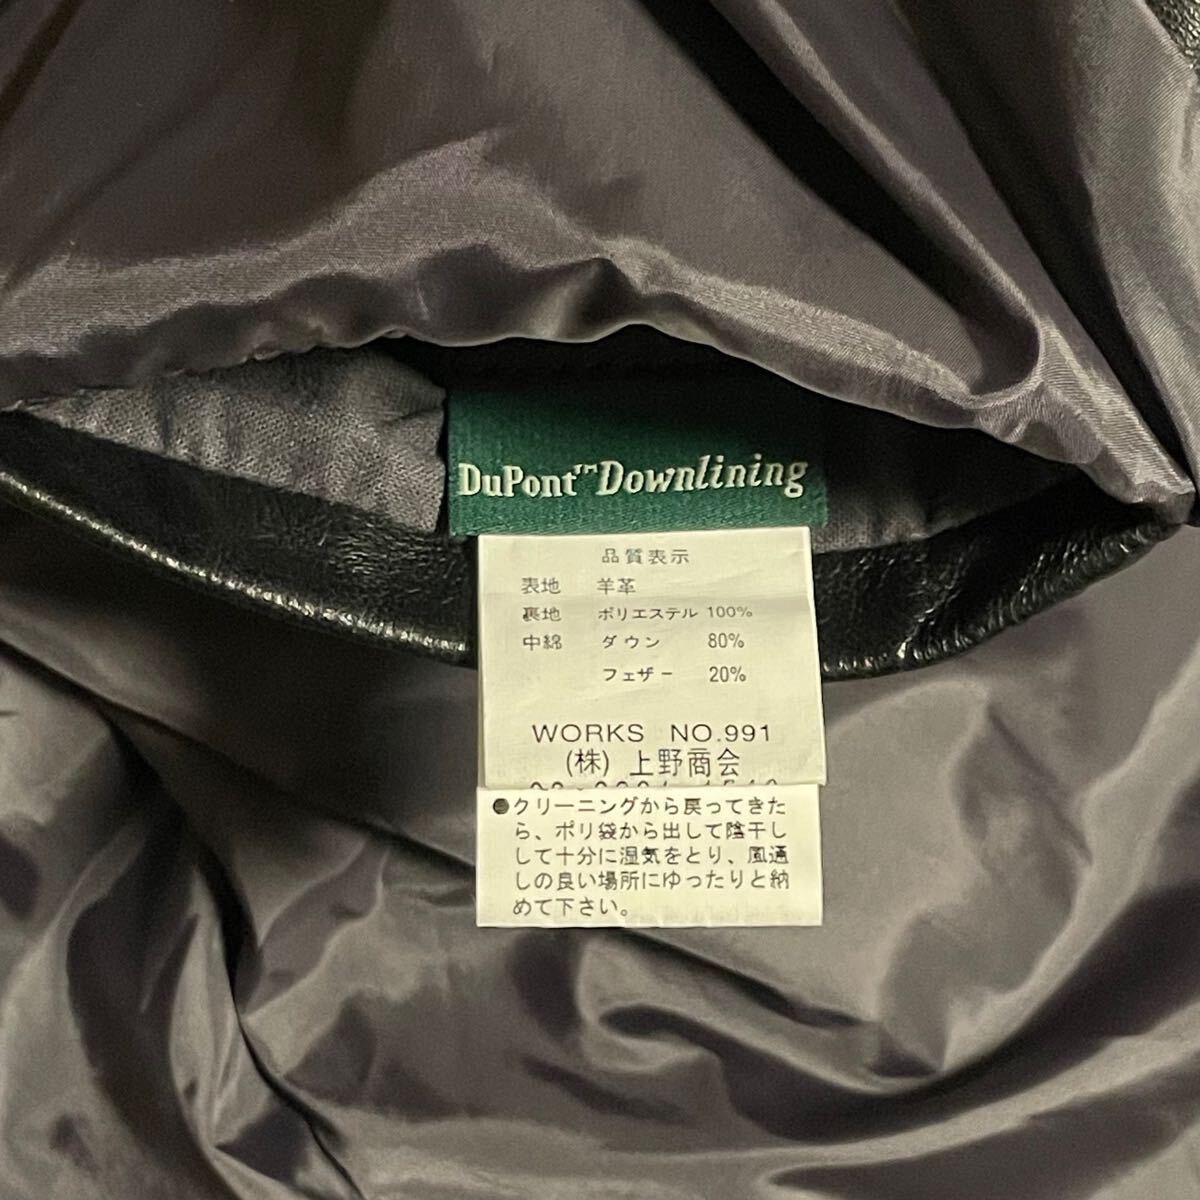 DuPont™Downlining
品質表示
表地 羊革
裏地 ポリエステル 100%
中綿 ダウン 80%
フェザー 20%
WORKS NO.991
(株) 上野商会
●クリーニングから戻ってきた
ら、ポリ袋から出して陰干し
して十分に湿気をとり、風通
しの良い場所にゆったりと納
めて下さい。